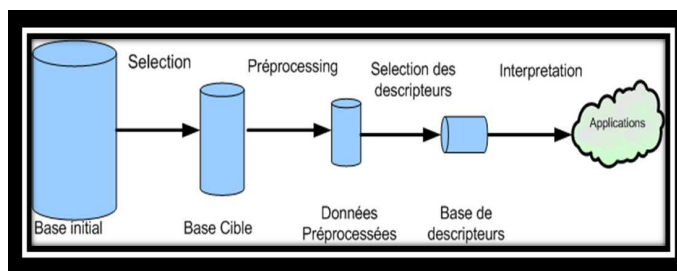 Selection
Préprocessing
Selection des
descripteurs
Interpretation
Applications
Base initial
Base Cible
Données
Préprocessées
Base de
descripteurs